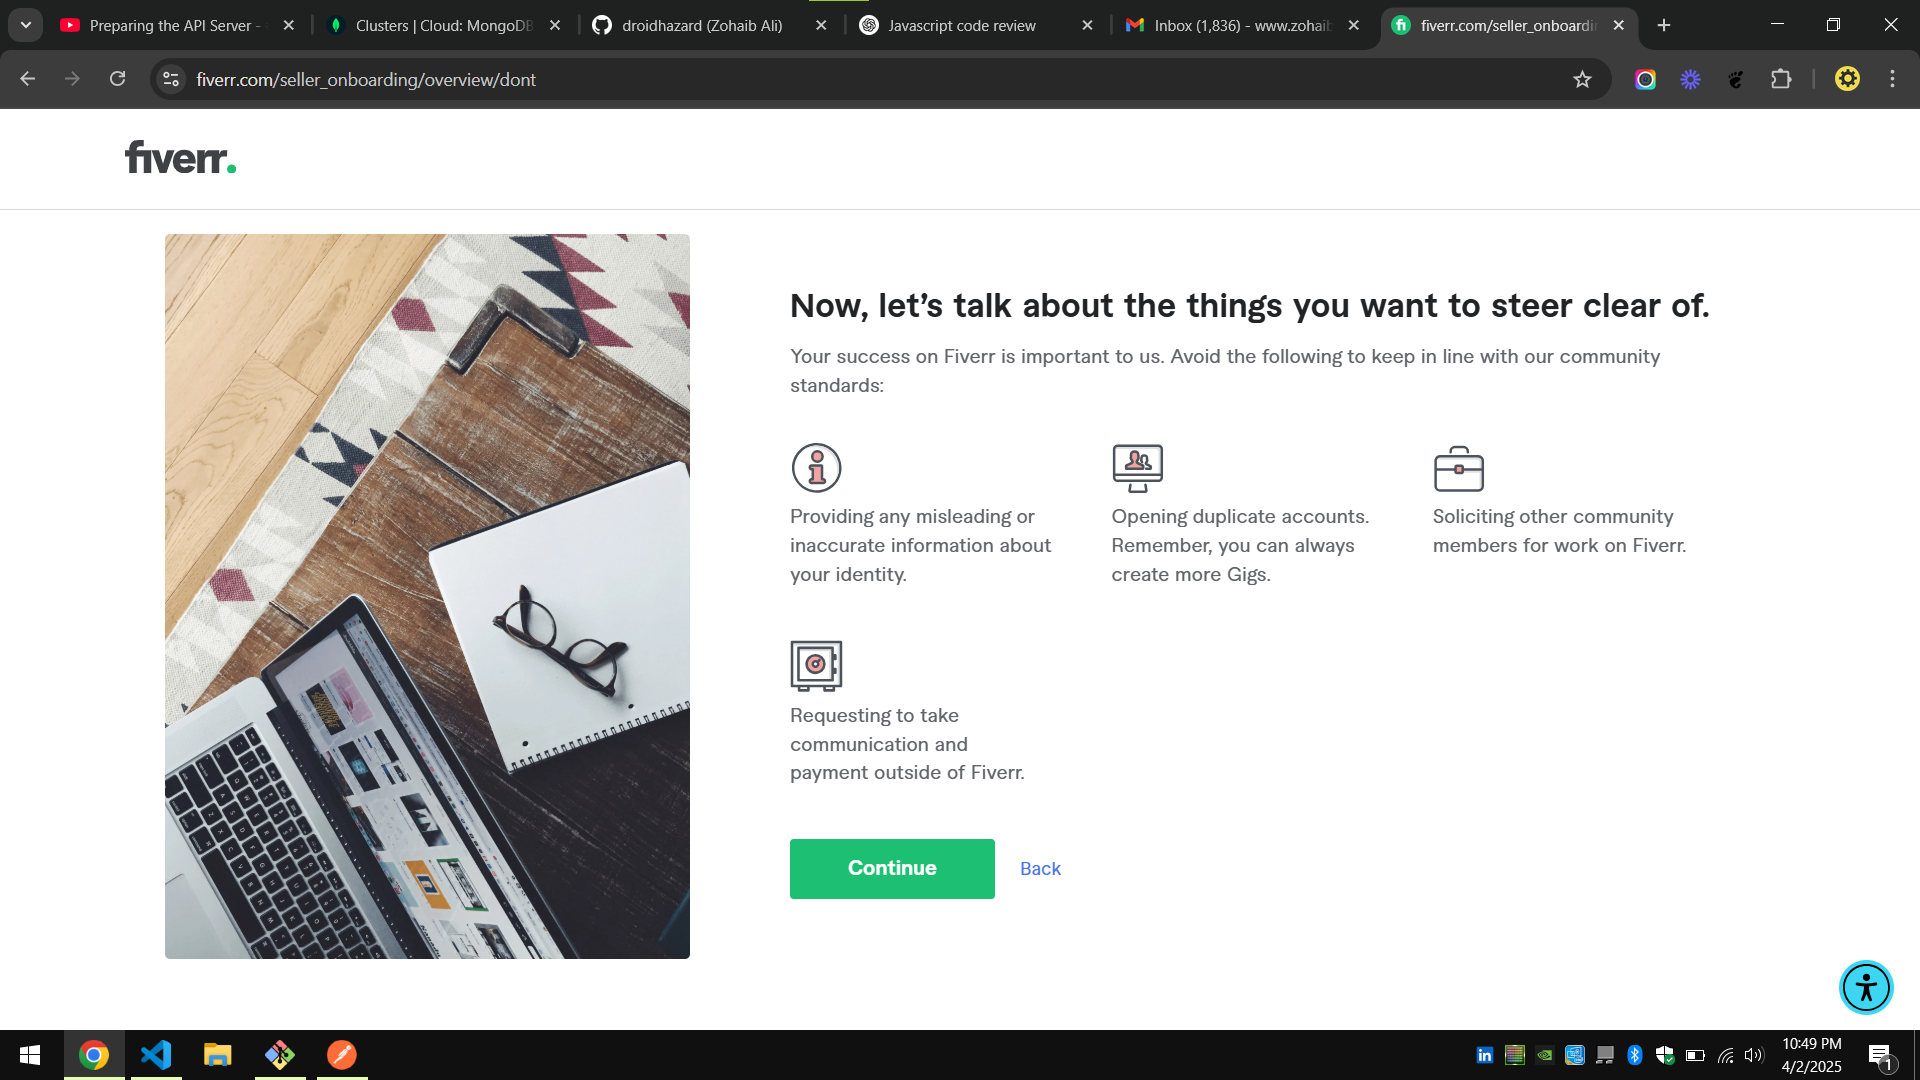 Preparing the API Server -
Clusters | Cloud: MongoDB
droidhazard (Zohaib Ali)
Javascript code review
Inbox (1,836) - www.zohaib
fiverr.com/seller_onboardin
fiverr.com/seller_onboarding/overview/dont
fiverr.
Now, let’s talk about the things you want to steer clear of.
Your success on Fiverr is important to us. Avoid the following to keep in line with our community
standards:
Providing any misleading or
inaccurate information about
your identity.
Opening duplicate accounts.
Remember, you can always
create more Gigs.
Soliciting other community
members for work on Fiverr.
Requesting to take
communication and
payment outside of Fiverr.
Continue
Back
10:49 PM
4/2/2025
1